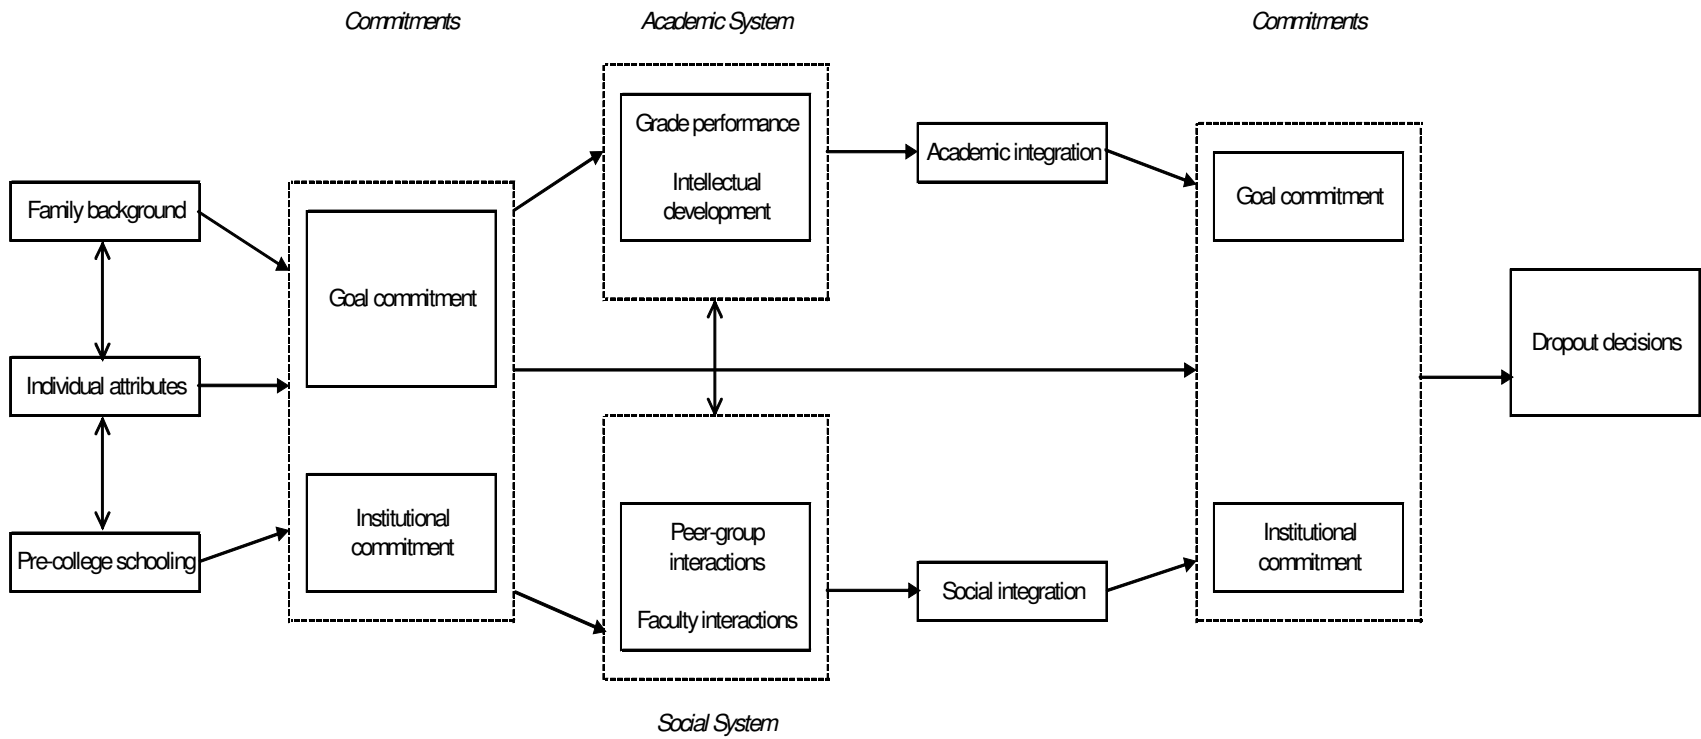 Commitments
Academic System
Commitments
Grade performance
Intellectual
development
Academic integration
Goal commitment
Family background
Goal commitment
Individual attributes
Dropout decisions
Institutional
commitment
Pre-college schooling
Peer-group
interactions
Faculty interactions
Social integration
Institutional
commitment
Social System